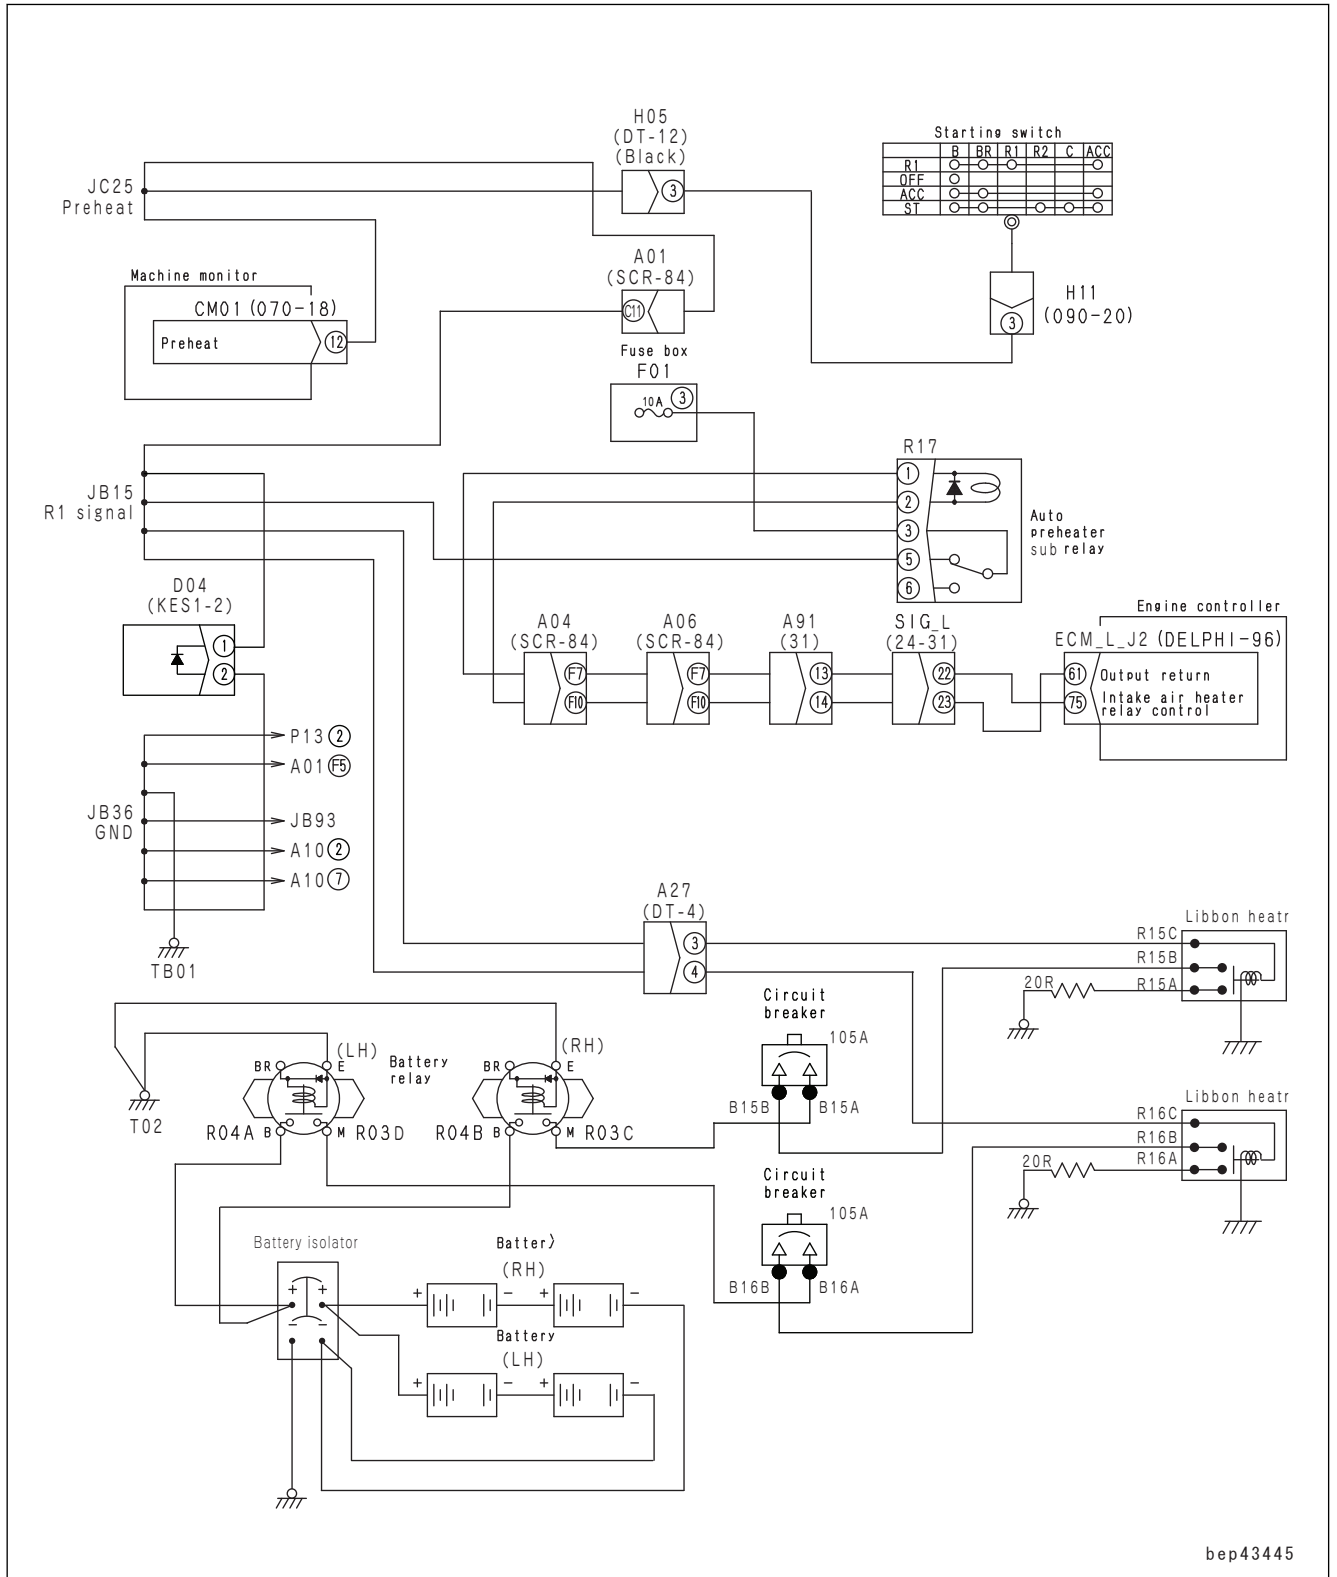 H05
(DT-12)
(Black)
3
Starting switch
B BR R1 R2 C ACC
R1
OFF
ACC
ST
JC25
Preheat
A01
(SCR-84)
C11
H11
(090-20)
3
Machine monitor
CM01 (070-18)
Preheat
12
Fuse box
F01
10A
3
R17
1
2
3
5
6
Auto
preheater
sub relay
JB15
R1 signal
D04
(KES1-2)
1
2
A04
(SCR-84)
F7
F10
A06
(SCR-84)
F7
F10
A91
(31)
13
14
SIG_L
(24-31)
22
23
Engine controller
ECM_L_J2 (DELPHI-96)
61 Output return
75 Intake air heater
relay control
P13 2
A01 F5
JB36
GND
JB93
A10 2
A10 7
TB01
A27
(DT-4)
3
4
Libbon heatr
R15C
R15B
R15A
20R
Circuit
breaker
105A
B15B B15A
(LH)
BR E
Battery
relay
(RH)
BR E
T02
R04A B M R03D
R04B B M R03C
Libbon heatr
R16C
R16B
R16A
20R
Circuit
breaker
105A
B16B B16A
Battery isolator
+ +
- -
Batter
(RH)
+ - + -
Battery
(LH)
+ - + -
bep43445